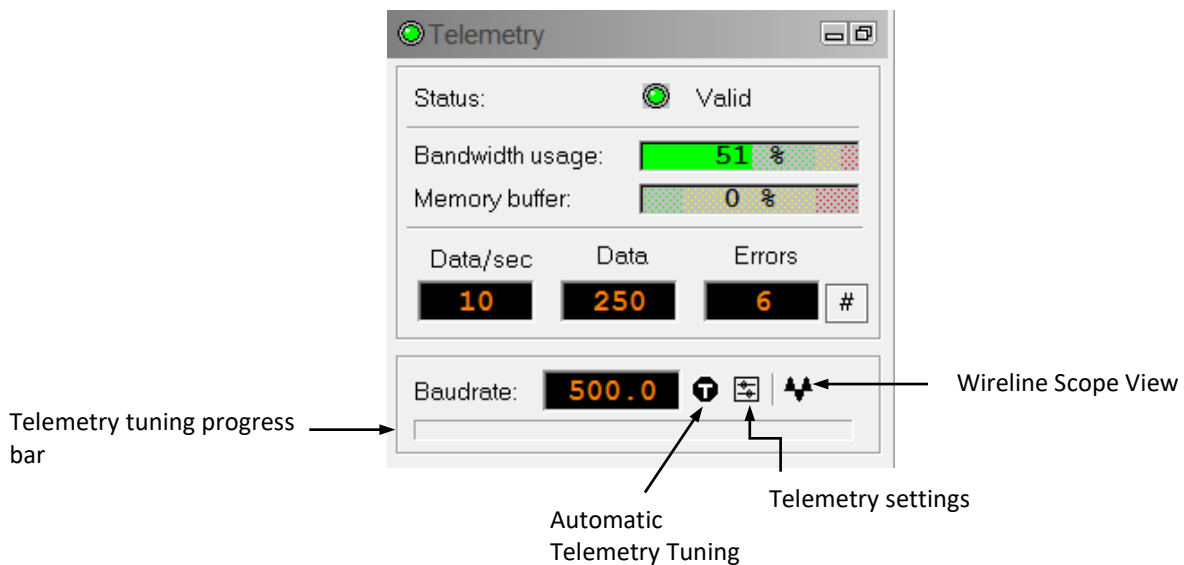 Telemetry
Status: Valid
Bandwidth usage: 51 %
Memory buffer: 0 %
Data/sec Data Errors
10 250 6 #
Baudrate: 500.0 T
Wireline Scope View
Telemetry tuning progress
bar
Telemetry settings
Automatic
Telemetry Tuning